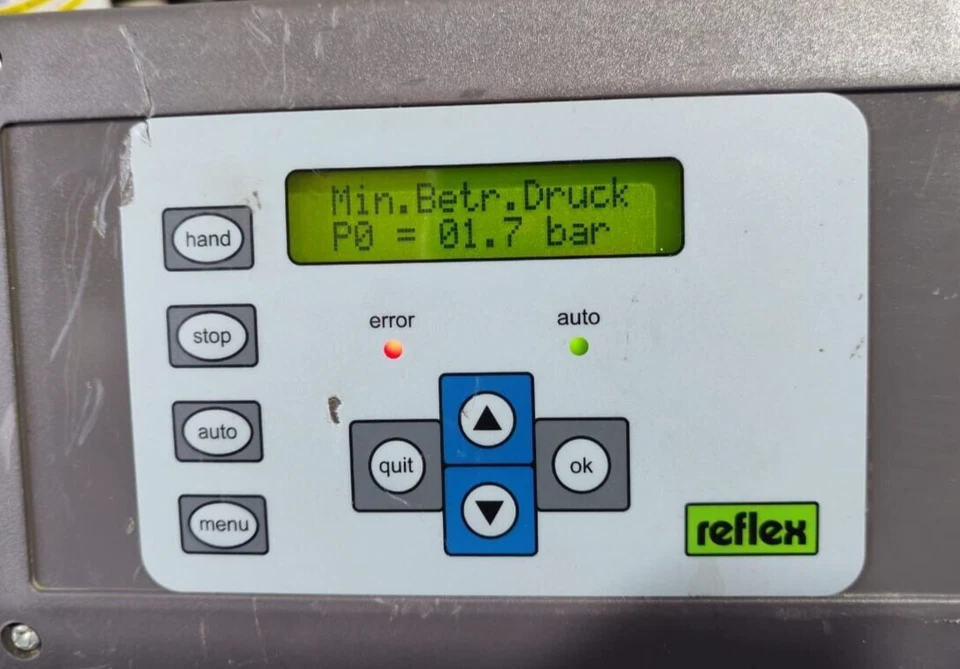 Min.Betr.Druck
P0 = 01.7 bar
hand
error
auto
stop
auto
quit
ok
menu
reflex